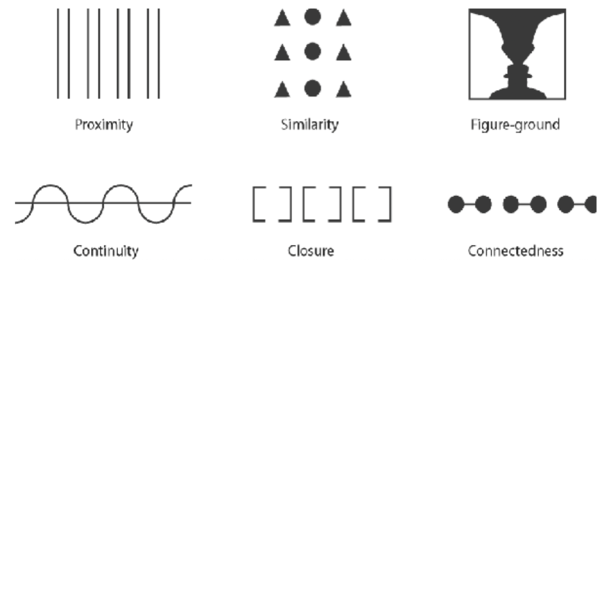 Proximity
Similarity
Figure-ground
Continuity
Closure
Connectedness